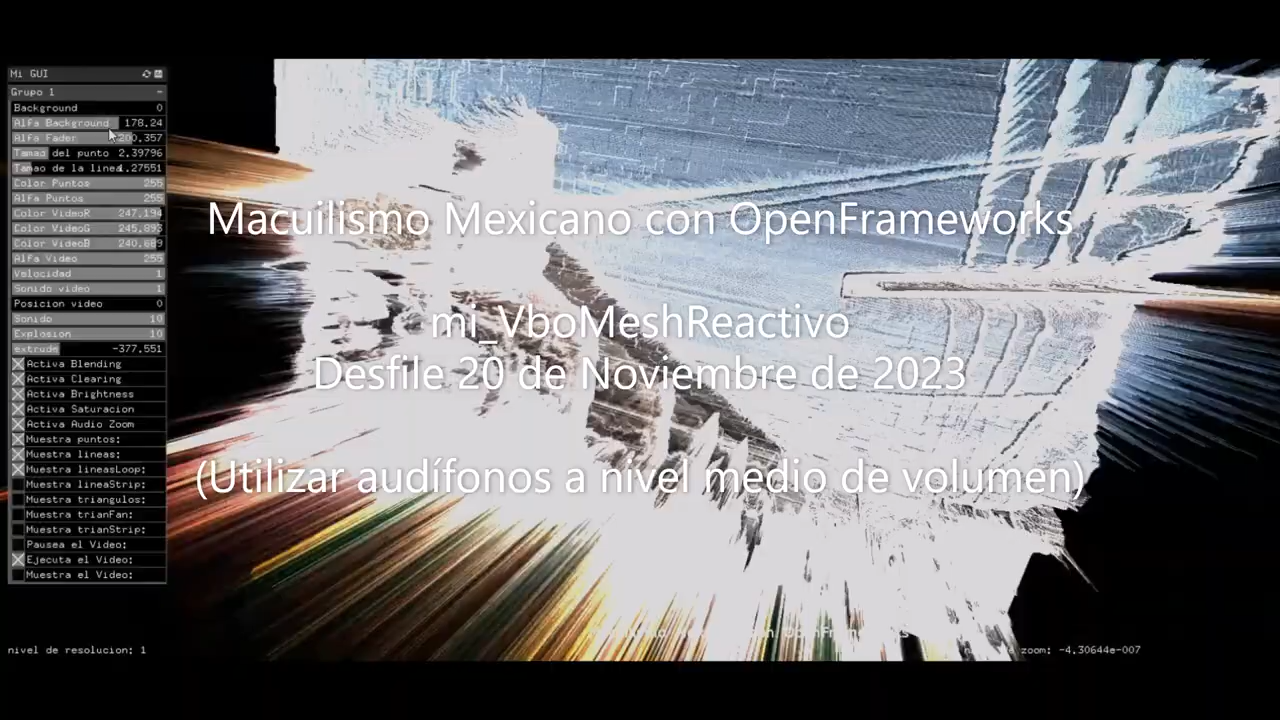 Mi GUI
Grupo 1
Background 0
Alfa Background 178.24
Alfa Fader 200.357
Tamao del punto 2.39796
Tamao de la linea 1.27551
Color Puntos 255
Alfa Puntos 255
Color VideoR 247.194
Color VideoG 245.893
Color VideoB 240.689
Alfa Video 255
Velocidad 1
Sonido video 1
Posicion video 0
Sonido 10
Explosion 10
extrude -377.551
Activa Blending
Activa Clearing
Activa Brightness
Activa Saturacion
Activa Audio Zoom
Muestra puntos:
Muestra lineas:
Muestra lineasLoop:
Muestra lineaStrip:
Muestra triangulos:
Muestra trianFan:
Muestra trianStrip:
Pausea el Video:
Ejecuta el Video:
Muestra el Video:
Macuilismo Mexicano con OpenFrameworks
mi_VboMeshReactivo
Desfile 20 de Noviembre de 2023
(Utilizar audífonos a nivel medio de volumen)
nivel de resolucion: 1
zoom: -4.30644e-007